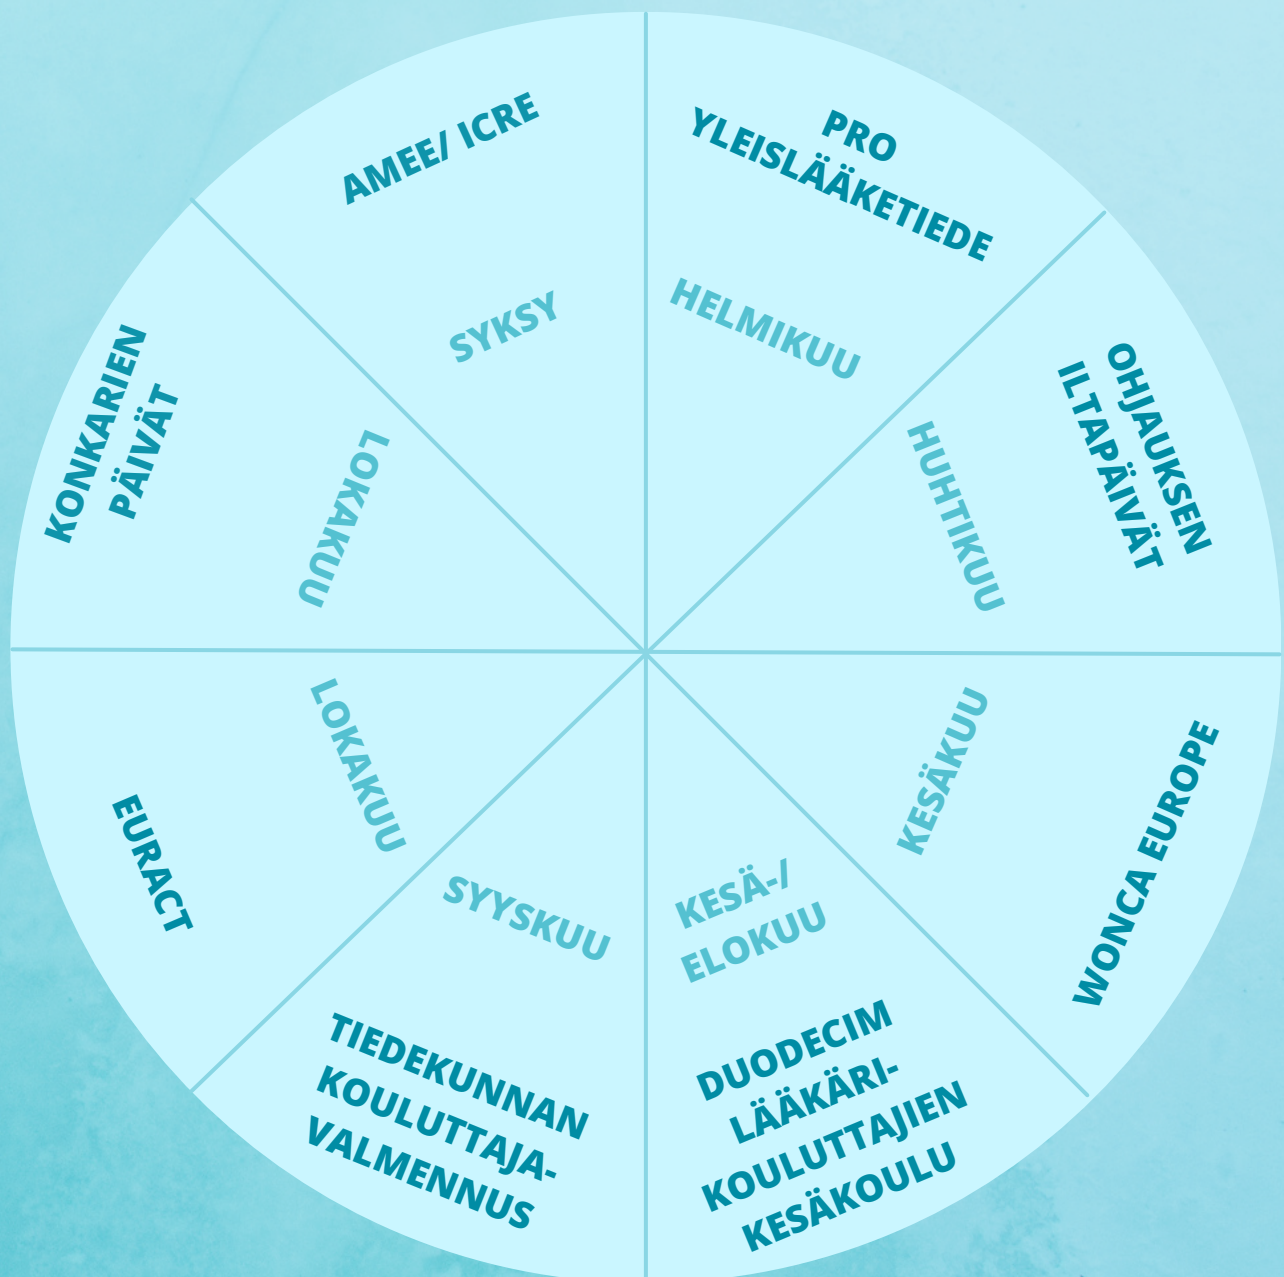 PRO
YLEISLÄÄKETIEDE
HELMIKUU
OHJAUKSEN
ILTAPÄIVÄT
HUHTIKUU
WONCA EUROPE
KESÄKUU
KESÄ-/
ELOKUU
DUODECIM
LÄÄKÄRI-
KOULUTTAJIEN
KESÄKOULU
SYYSKUU
TIEDEKUNNAN
KOULUTTAJA-
VALMENNUS
LOKAKUU
EURACT
KONKARIEN
PÄIVÄT
LOKAKUU
AMEE/ ICRE
SYKSY